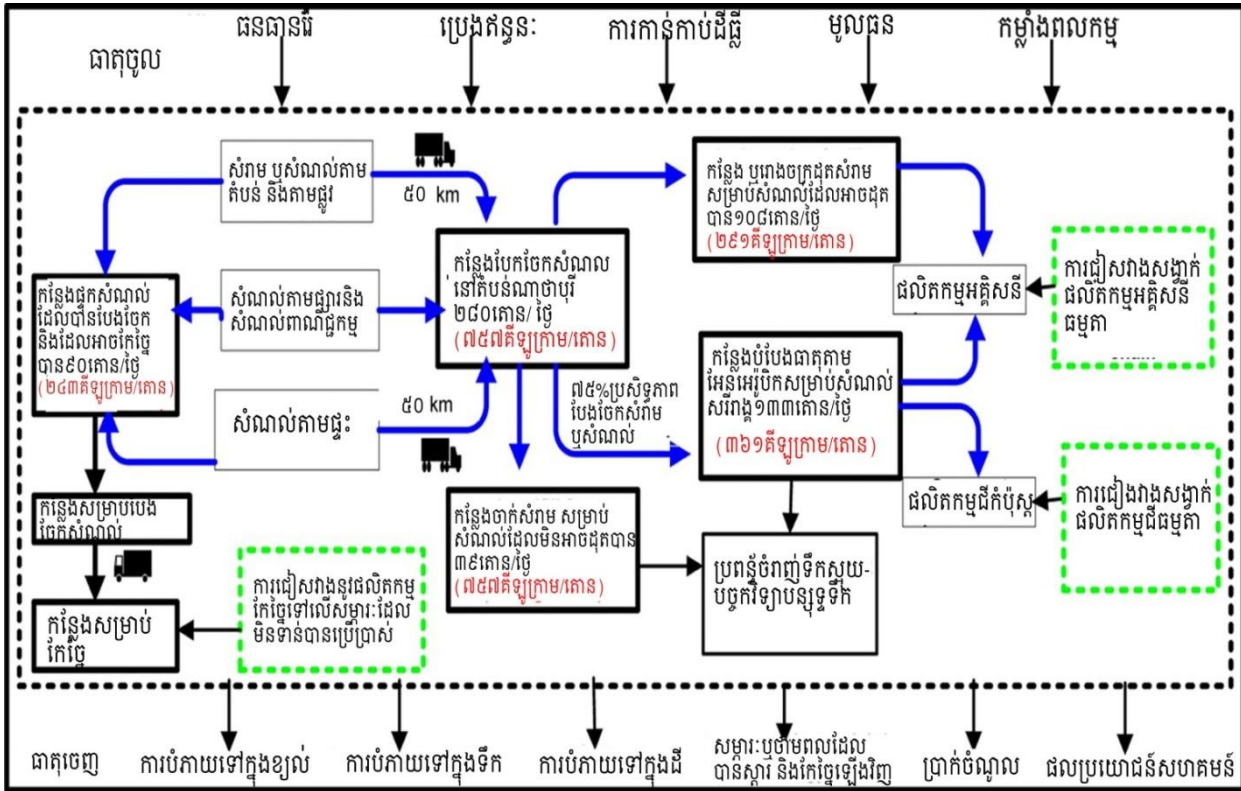 ធនធានរ៉ែ
ប្រេងឥន្ធនៈ
ការកាន់កាប់ដីធ្លី
មូលធន
កម្លាំងពលកម្ម
ធាតុចូល
សំរាម ឬសំណល់តាម
តំបន់ និងតាមផ្លូវ
៥០ km
កន្លែង ឬរោងចក្រដុតសំរាម
សម្រាប់សំណល់ដែលអាចដុត
បាន១០៨តោន/ថ្ងៃ
(២៩១គីឡូក្រាម/តោន)
កន្លែងបែកចែកសំណល
់នៅតំបន់ណាថាបុរី
២៨០តោន/ ថ្ងៃ
(៧៥៧គីឡូក្រាម/តោន)
កន្លែងផ្ទុកសំណល់
ដែលបានបែងចែក
និងដែលអាចកែច្នៃ
បាន៩០តោន/ថ្ងៃ
(២៤៣គីឡូក្រាម/តោន)
សំណល់តាមផ្សារនិង
សំណល់ពាណិជ្ជកម្ម
ផលិតកម្មអគ្គិសនី
ការជៀសវាងសង្វាក់
ផលិតកម្មអគ្គិសនី
ធម្មតា
កន្លែងបំបែងធាតុតាម
អែនអេរ៉ូបិកសម្រាប់សំណល់
សរីរាង្គ១៣៣តោន/ថ្ងៃ
(៣៦១គីឡូក្រាម/តោន)
៧៥%ប្រសិទ្ធភាព
បែងចែកសំរាម
ឬសំណល់
៥០ km
សំណល់តាមផ្ទះ
ផលិតកម្មជីកំប៉ុស្ត
ការជៀងវាងសង្វាក់
ផលិតកម្មជីធម្មតា
កន្លែងសម្រាប់បែង
ចែកសំណល់
កន្លែងចាក់សំរាម សម្រាប់
សំណល់ដែលមិនអាចដុតបាន
៣៩តោន/ថ្ងៃ
(៧៥៧គីឡូក្រាម/តោន)
ប្រពន្ធ័ចំរាញ់ទឹកស្អុយ-
បច្ចកវិទ្យាបន្សុទ្ធទឹក
ការជៀសវាងនូវផលិតកម្ម
កែច្នៃទៅលើសម្ភារៈដែល
មិនទាន់បានប្រើប្រាស់
កន្លែងសម្រាប់
កែច្នៃ
ធាតុចេញ
ការបំភាយទៅក្នុងខ្យល់
ការបំភាយទៅក្នុងទឹក
ការបំភាយទៅក្នុងដី
សម្ភារៈឬថាមពលដែល
បានស្តារ និងកែច្នៃឡើងវិញ
ប្រាក់ចំណូល
ផលប្រយោជន៍សហគមន៍